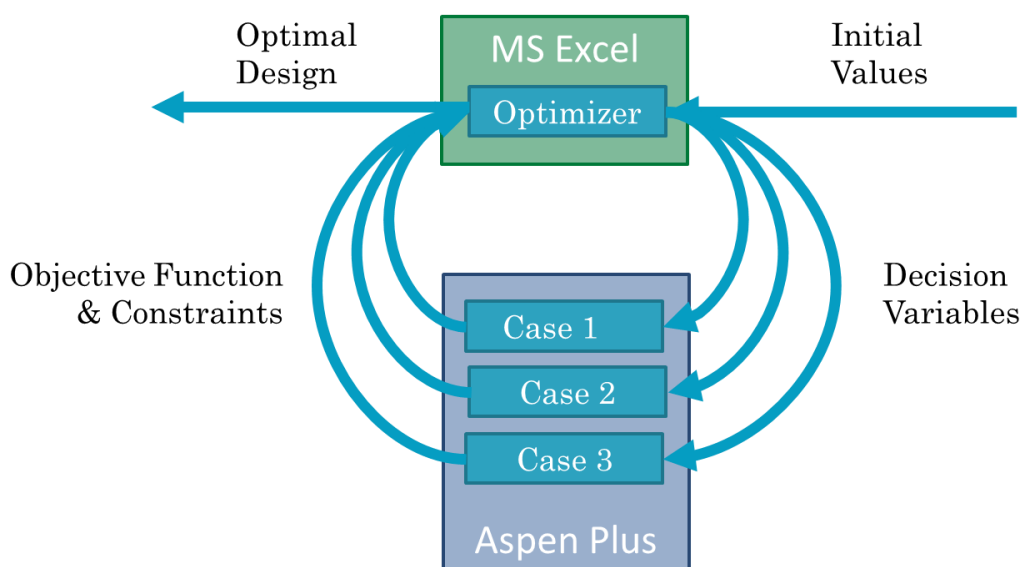 Optimal
Design
MS Excel
Optimizer
Initial
Values
Objective Function
& Constraints
Decision
Variables
Case 1
Case 2
Case 3
Aspen Plus